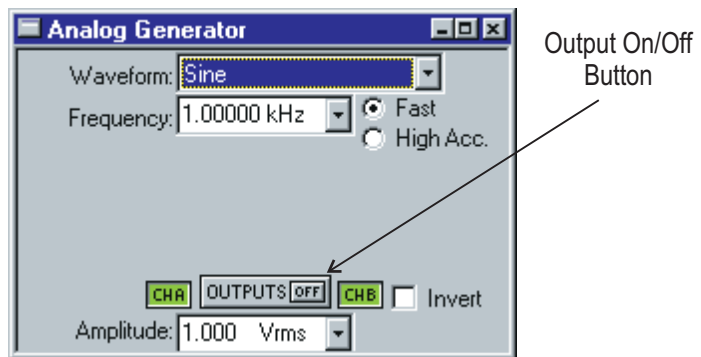 Analog Generator
Output On/Off
Button
Waveform: Sine
Frequency: 1.00000 kHz
Fast
High Acc.
CHA OUTPUTS OFF CHB Invert
Amplitude: 1.000 Vrms